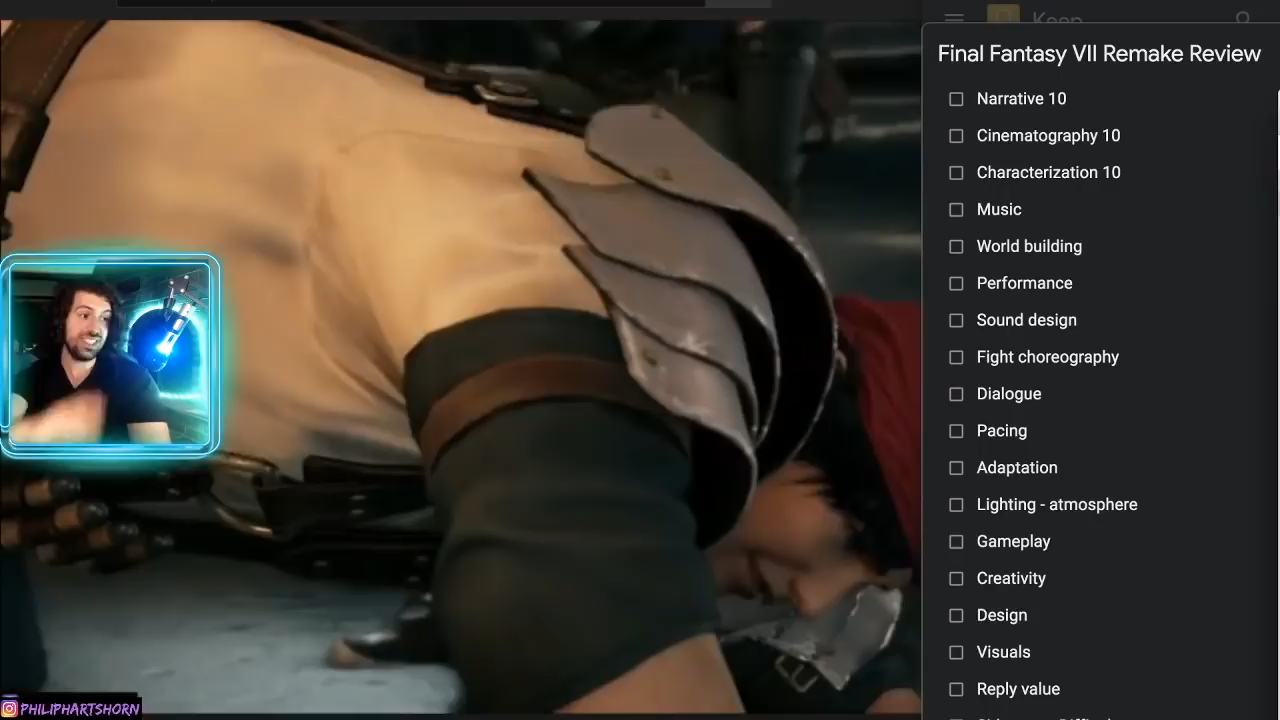 Keep
Final Fantasy VII Remake Review
Narrative 10
Cinematography 10
Characterization 10
Music
World building
Performance
Sound design
Fight choreography
Dialogue
Pacing
Adaptation
Lighting - atmosphere
Gameplay
Creativity
Design
Visuals
Reply value
PHILIPHARTSHORN